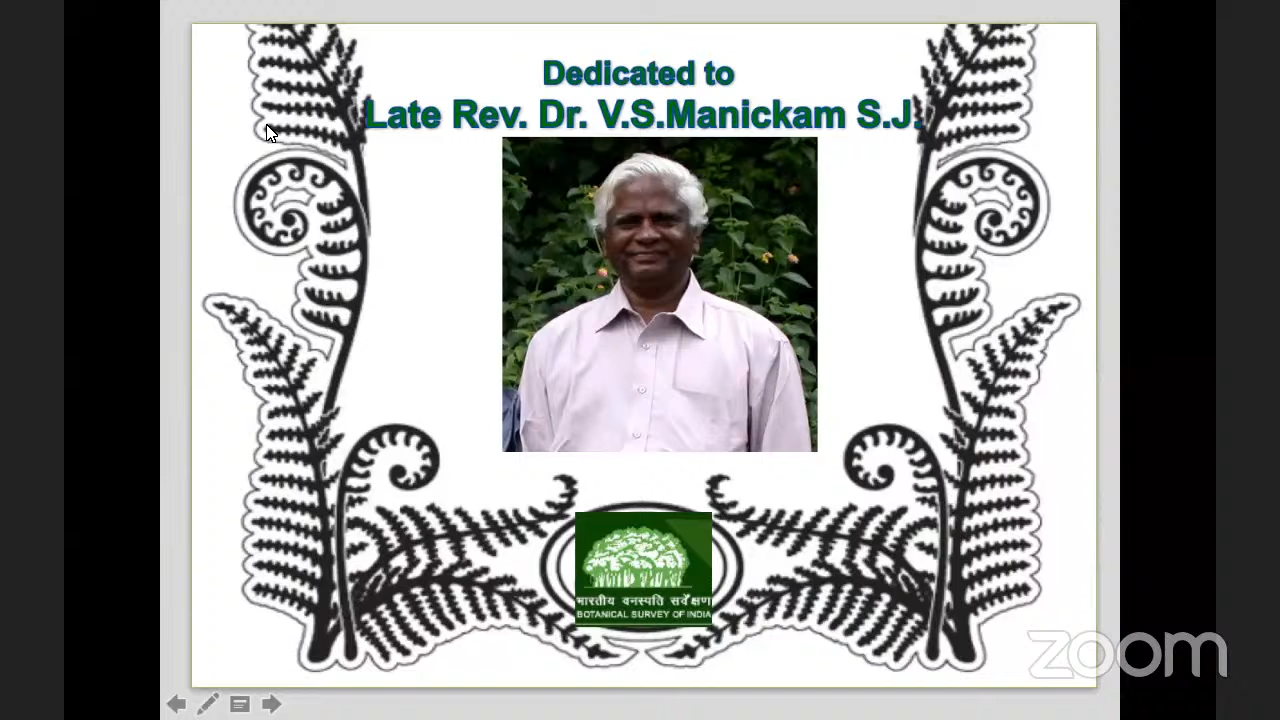 Dedicated to
Late Rev. Dr. V.S.Manickam S.J.
भारतीय वनस्पति सर्वेक्षण
BOTANICAL SURVEY OF INDIA
zoom